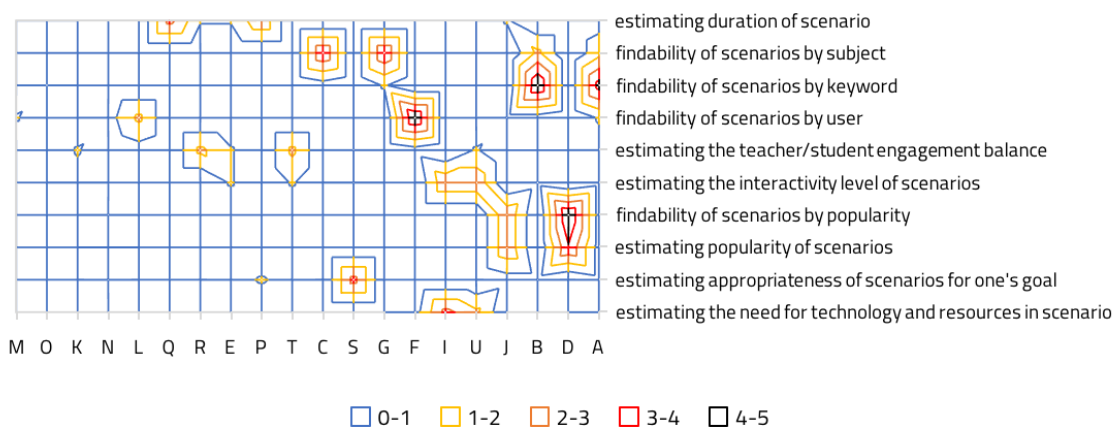 estimating duration of scenario
findability of scenarios by subject
findability of scenarios by keyword
findability of scenarios by user
estimating the teacher/student engagement balance
estimating the interactivity level of scenarios
findability of scenarios by popularity
estimating popularity of scenarios
estimating appropriateness of scenarios for one's goal
estimating the need for technology and resources in scenario
M O K N L Q R E P T C S G F I U J B D A
0-1 1-2 2-3 3-4 4-5